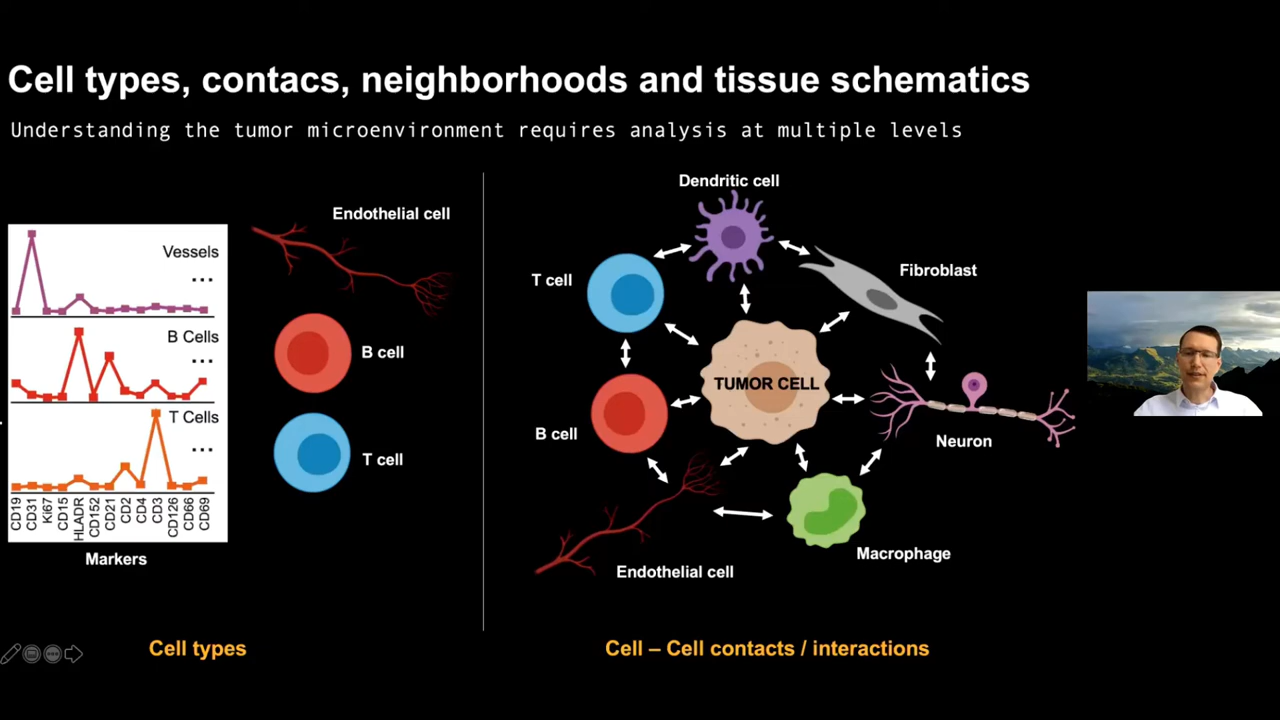 Cell types, contacs, neighborhoods and tissue schematics
Understanding the tumor microenvironment requires analysis at multiple levels
Vessels
...
B Cells
...
T Cells
...
CD19
CD31
Ki67
CD15
HLADR
CD152
CD21
CD2
CD4
CD3
CD126
CD66
CD69
Markers
Endothelial cell
B cell
T cell
Cell types
Dendritic cell
T cell
Fibroblast
TUMOR CELL
B cell
Neuron
Macrophage
Endothelial cell
Cell – Cell contacts / interactions